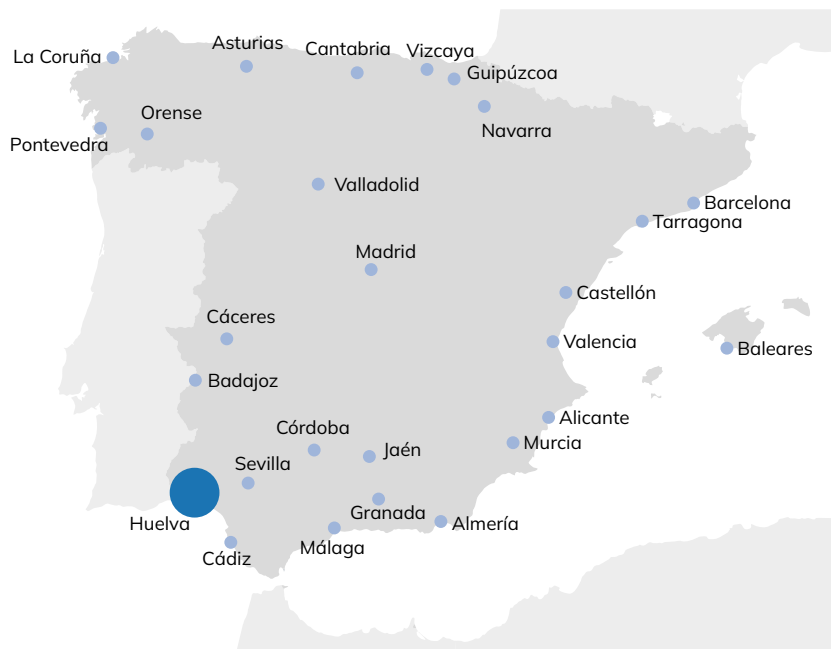 Asturias
Cantabria
Vizcaya
La Coruña
Guipúzcoa
Orense
Navarra
Pontevedra
Valladolid
Barcelona
Tarragona
Madrid
Castellón
Cáceres
Valencia
Baleares
Badajoz
Alicante
Córdoba
Murcia
Jaén
Sevilla
Granada
Huelva
Almería
Málaga
Cádiz